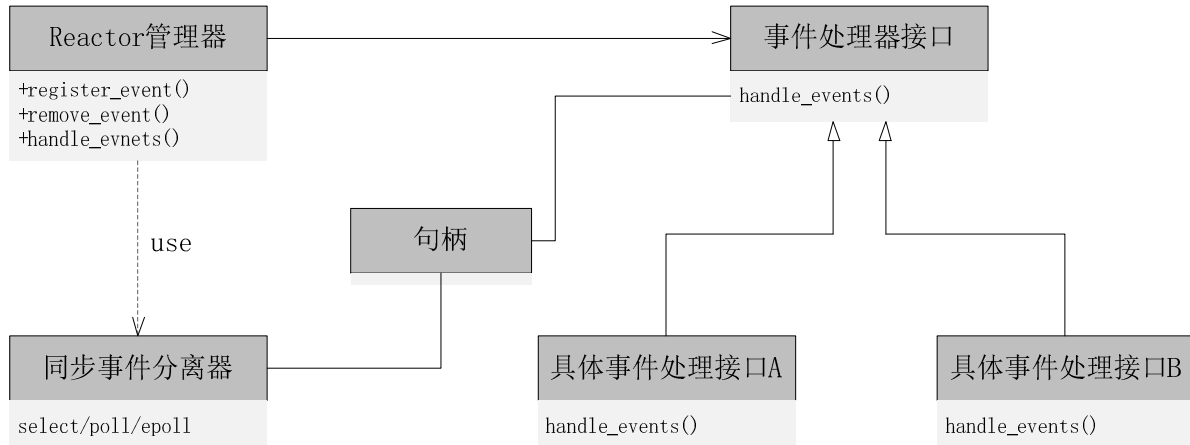 Reactor管理器
+register_event()
+remove_event()
+handle_evnets()
事件处理器接口
handle_events()
句柄
use
同步事件分离器
select/poll/epoll
具体事件处理接口A
handle_events()
具体事件处理接口B
handle_events()